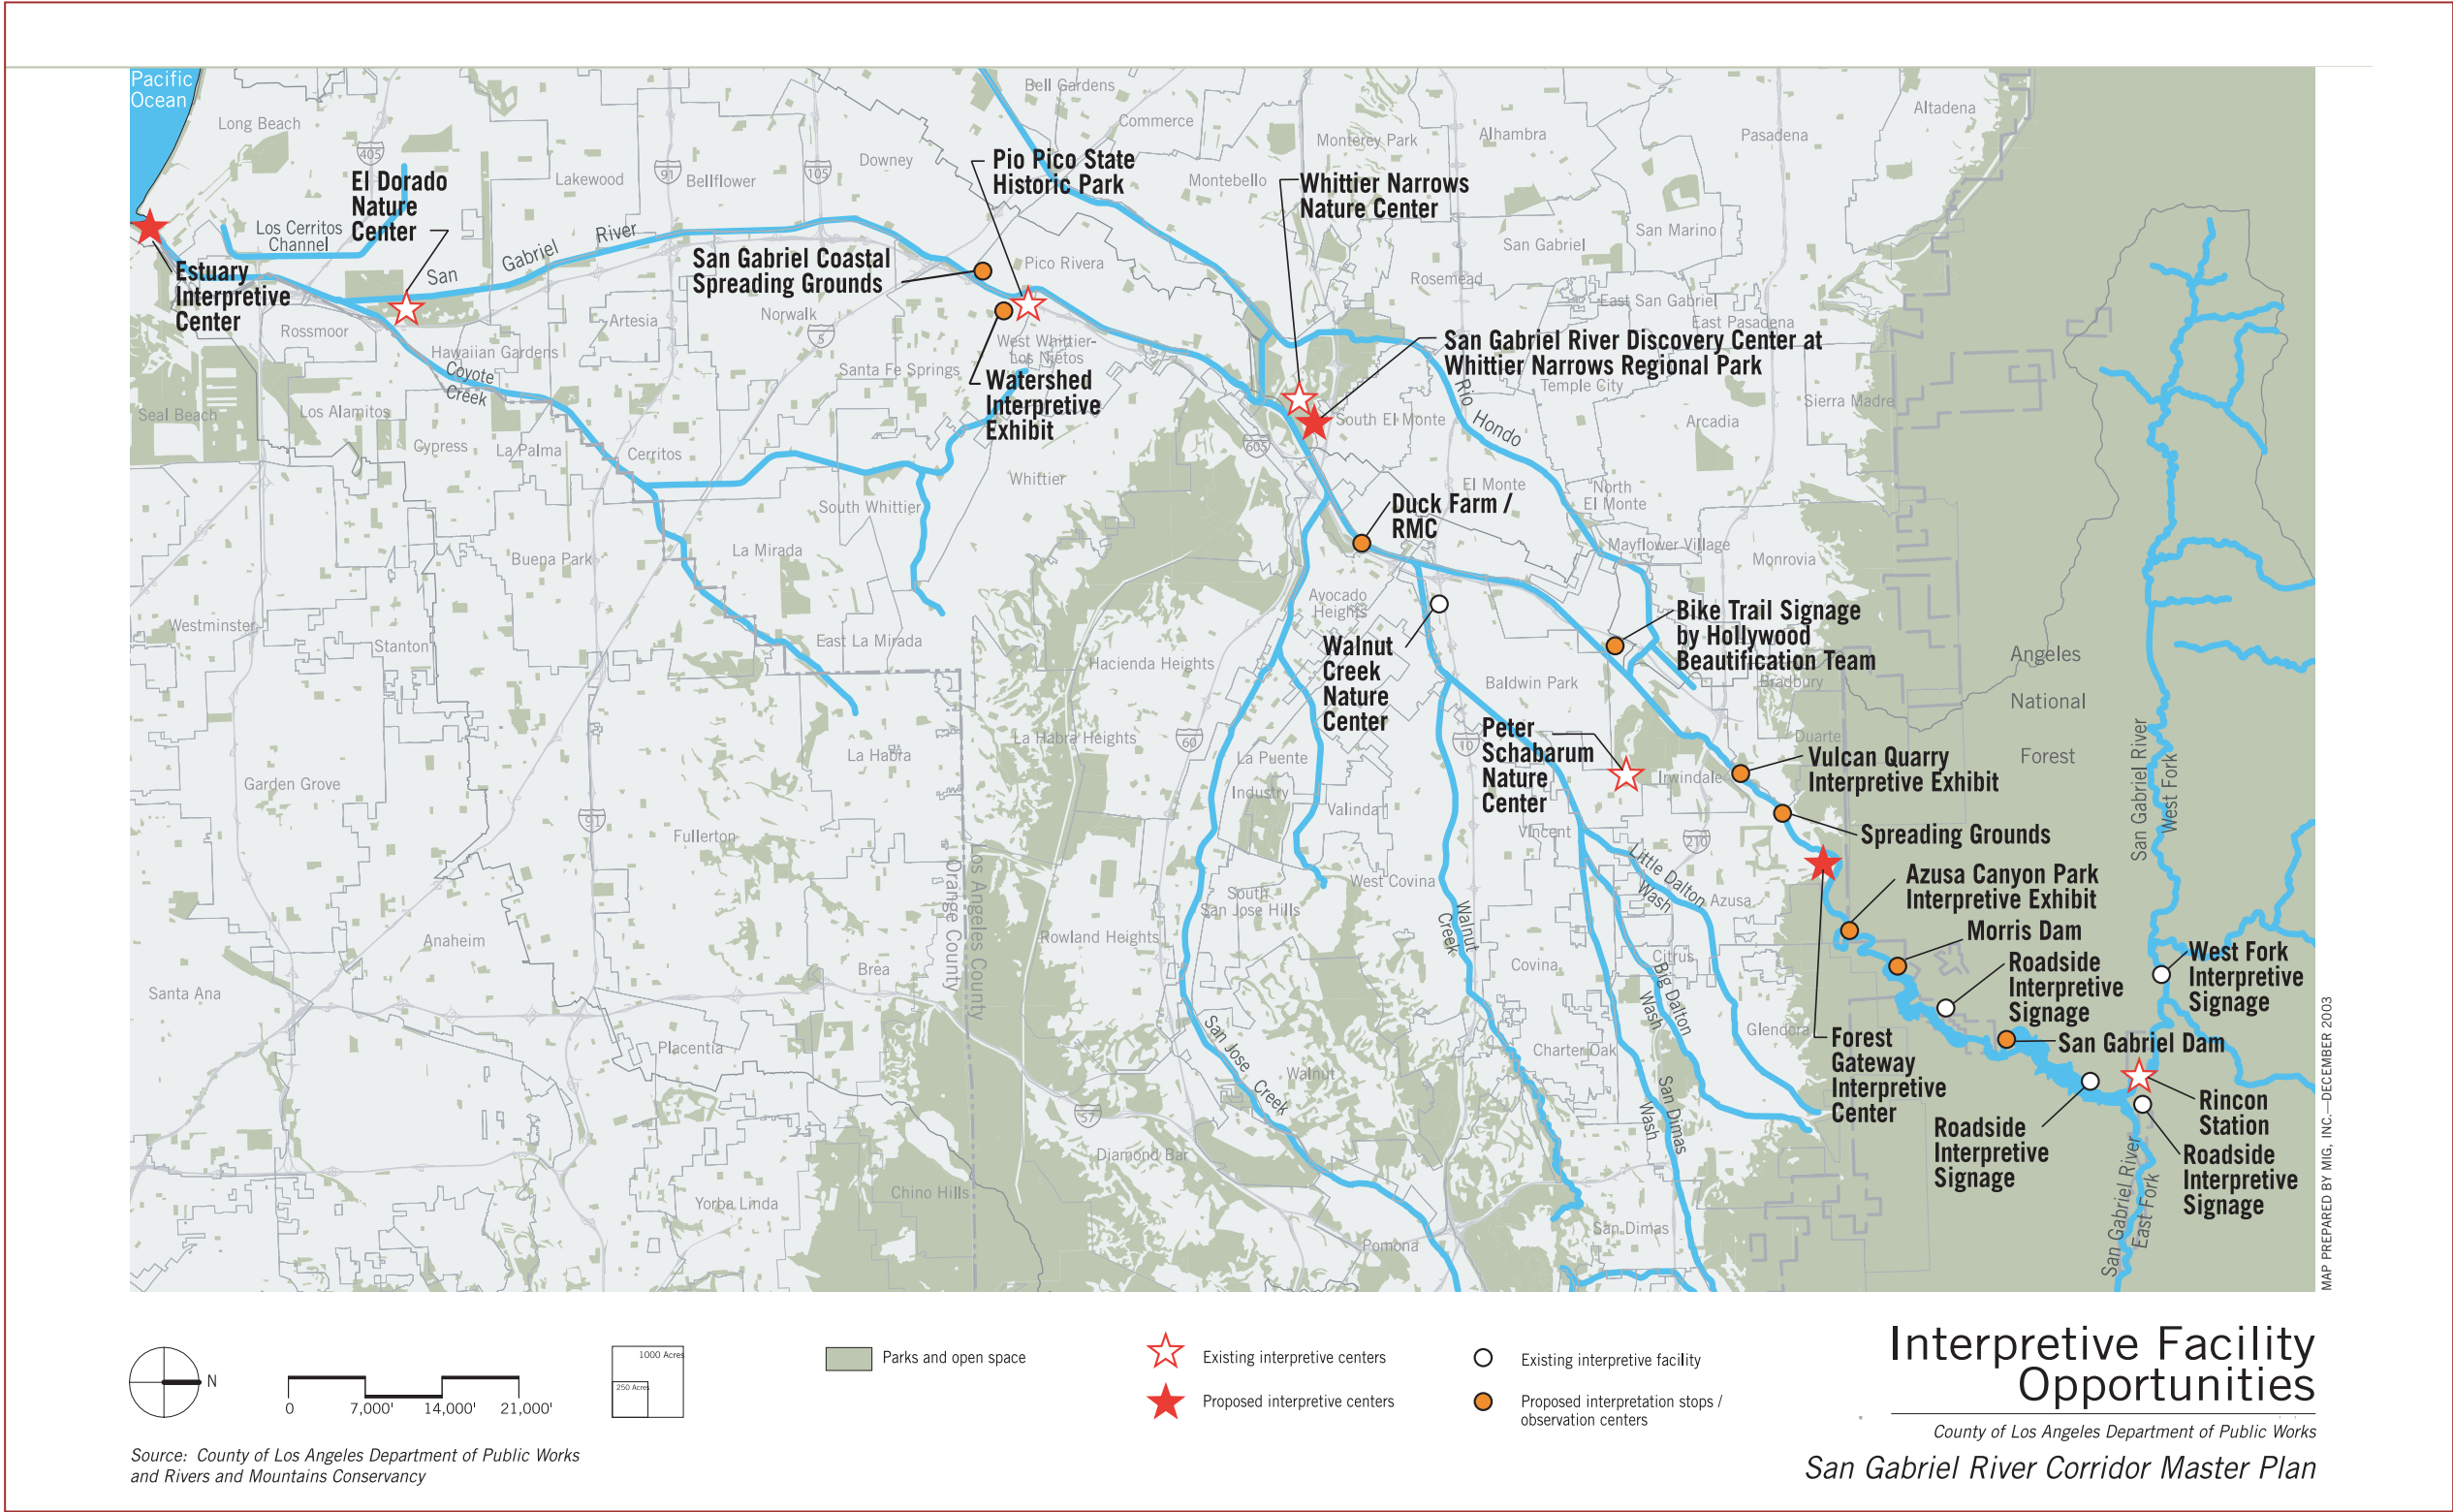 Pacific
Ocean
Long Beach
405
El Dorado
Nature
Center
Los Cerritos
Channel
Estuary
Interpretive
Center
Rossmoor
Seal Beach
Los Alamitos
Hawaiian Gardens
Coyote
Creek
San Gabriel River
Lakewood
91
Bellflower
105
Downey
Artesia
Norwalk
5
Santa Fe Springs
Cypress
La Palma
Cerritos
Bell Gardens
Commerce
Montebello
Monterey Park
Alhambra
Pasadena
Altadena
Pio Pico State
Historic Park
Whittier Narrows
Nature Center
San Gabriel Coastal
Spreading Grounds
Pico Rivera
West Whittier-
Los Nietos
Watershed
Interpretive
Exhibit
San Gabriel
San Marino
Rosemead
East San Gabriel
East Pasadena
San Gabriel River Discovery Center at
Whittier Narrows Regional Park
Temple City
Sierra Madre
Rio Hondo
South El Monte
Arcadia
605
Whittier
South Whittier
El Monte
North
El Monte
Duck Farm /
RMC
Mayflower Village
Monrovia
La Mirada
Buena Park
Westminster
Stanton
East La Mirada
Hacienda Heights
Avocado
Heights
Walnut
Creek
Nature
Center
Bike Trail Signage
by Hollywood
Beautification Team
Bradbury
Baldwin Park
Angeles
National
Forest
La Habra
La Habra Heights
60
La Puente
10
Peter
Schabarum
Nature
Center
Irwindale
Duarte
Vulcan Quarry
Interpretive Exhibit
Garden Grove
91
Fullerton
Industry
Valinda
Vincent
210
Spreading Grounds
San Gabriel River
West Fork
Los Angeles County
Orange County
South
San Jose Hills
West Covina
Little Dalton
Wash
Azusa
Azusa Canyon Park
Interpretive Exhibit
Morris Dam
Anaheim
Brea
Rowland Heights
Walnut
Creek
Covina
Citrus
Big Dalton
Wash
Roadside
Interpretive
Signage
West Fork
Interpretive
Signage
Santa Ana
Placentia
San Jose Creek
Walnut
Charter Oak
Glendora
Forest
Gateway
Interpretive
Center
San Gabriel Dam
57
Diamond Bar
San Dimas
Wash
Roadside
Interpretive
Signage
Rincon
Station
Roadside
Interpretive
Signage
Yorba Linda
Chino Hills
Pomona
San Dimas
San Gabriel River
East Fork
MAP PREPARED BY MIG, INC.—DECEMBER 2003
N
0 7,000' 14,000' 21,000'
1000 Acres
250 Acres
Parks and open space
Existing interpretive centers
Proposed interpretive centers
Existing interpretive facility
Proposed interpretation stops /
observation centers
Source: County of Los Angeles Department of Public Works
and Rivers and Mountains Conservancy
Interpretive Facility
Opportunities
County of Los Angeles Department of Public Works
San Gabriel River Corridor Master Plan